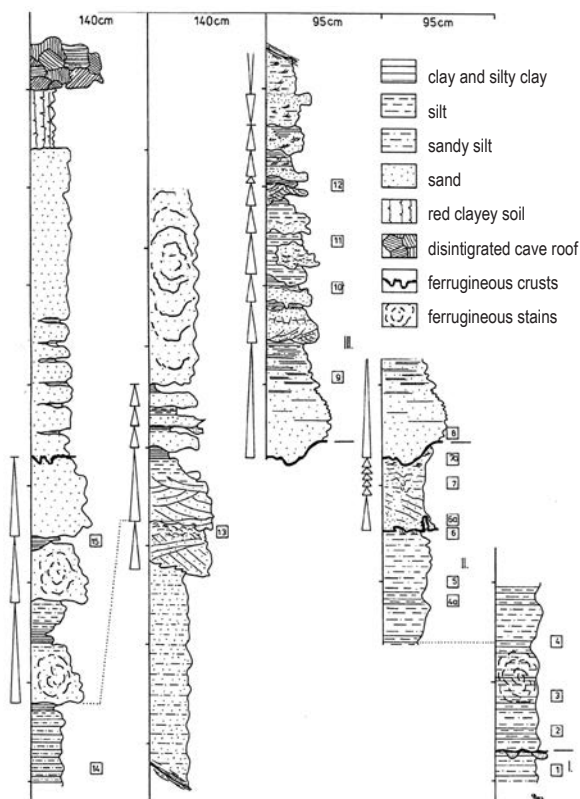 140cm
140cm
95cm
95cm
clay and silty clay
silt
sandy silt
sand
red clayey soil
disintigrated cave roof
ferrugineous crusts
ferrugineous stains
15
14
13
12
11
10
III.
9
8
7a
7
6a
6
II.
5
4a
4
3
2
I.
1